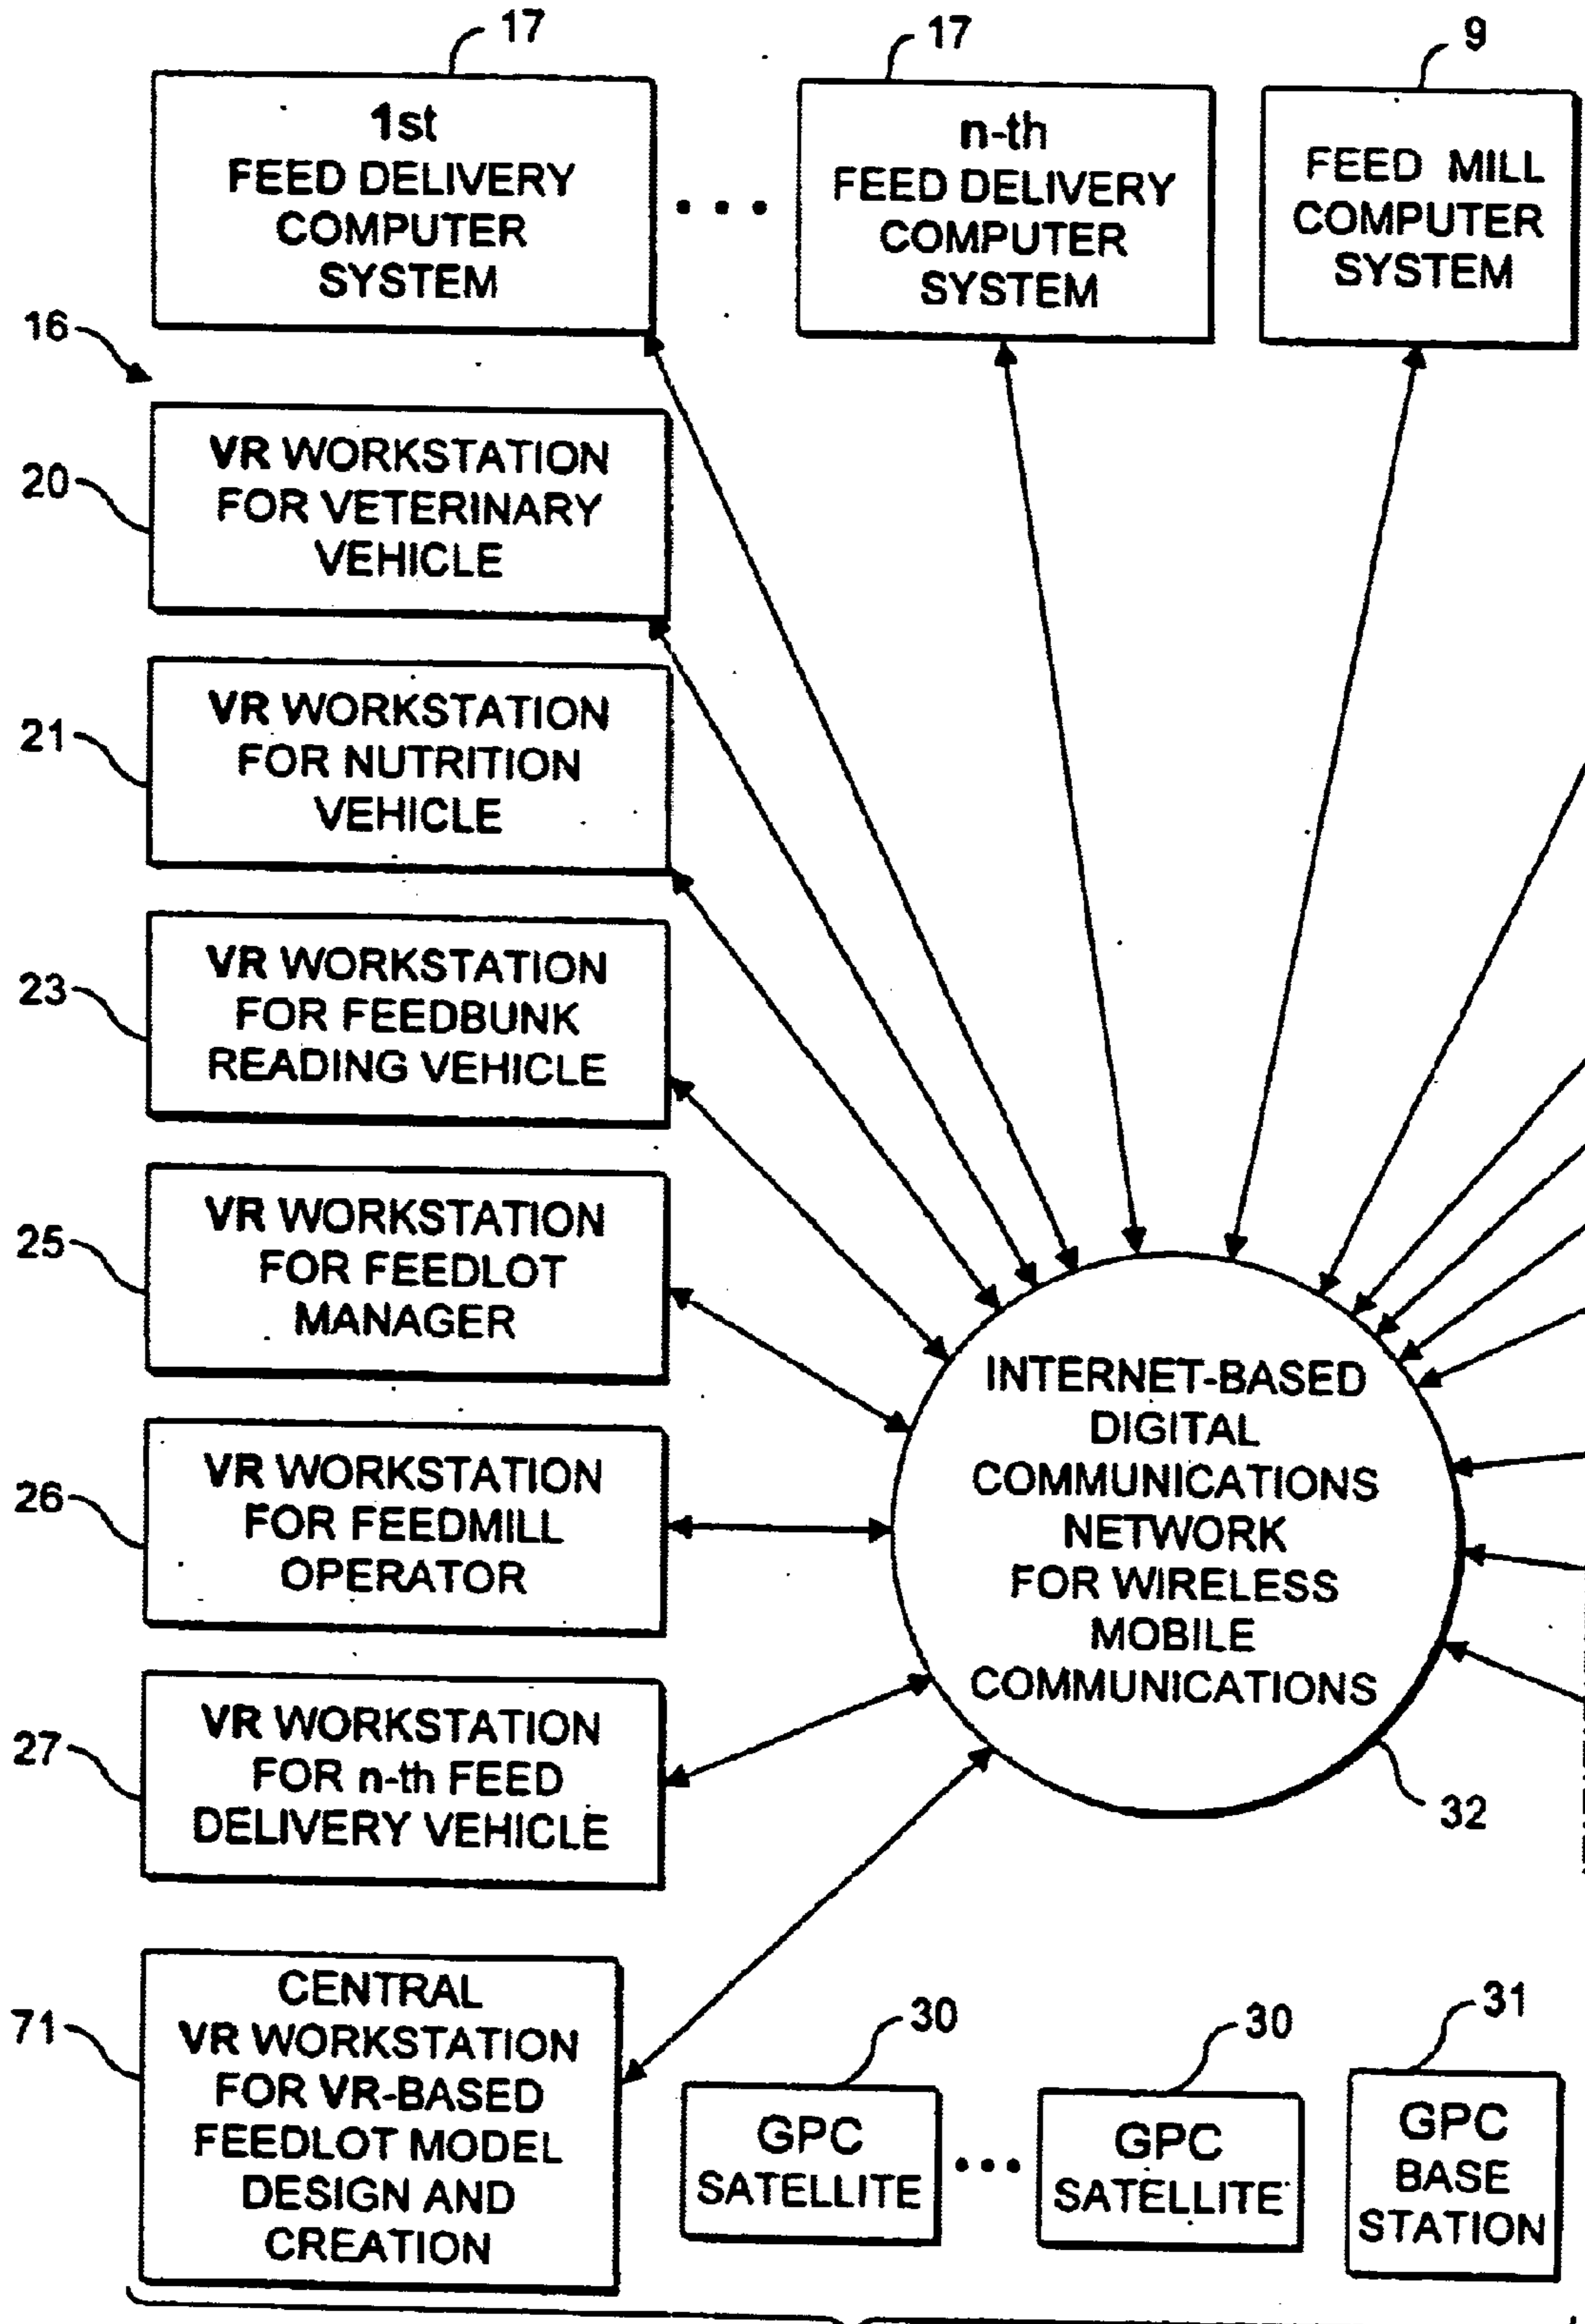 17
17
9
1st
FEED DELIVERY
COMPUTER
SYSTEM
n-th
FEED DELIVERY
COMPUTER
SYSTEM
FEED MILL
COMPUTER
SYSTEM
16
20
VR WORKSTATION
FOR VETERINARY
VEHICLE
21
VR WORKSTATION
FOR NUTRITION
VEHICLE
23
VR WORKSTATION
FOR FEEDBUNK
READING VEHICLE
25
VR WORKSTATION
FOR FEEDLOT
MANAGER
26
VR WORKSTATION
FOR FEEDMILL
OPERATOR
27
VR WORKSTATION
FOR n-th FEED
DELIVERY VEHICLE
INTERNET-BASED
DIGITAL
COMMUNICATIONS
NETWORK
FOR WIRELESS
MOBILE
COMMUNICATIONS
32
71
CENTRAL
VR WORKSTATION
FOR VR-BASED
FEEDLOT MODEL
DESIGN AND
CREATION
30
GPC
SATELLITE
30
GPC
SATELLITE
31
GPC
BASE
STATION